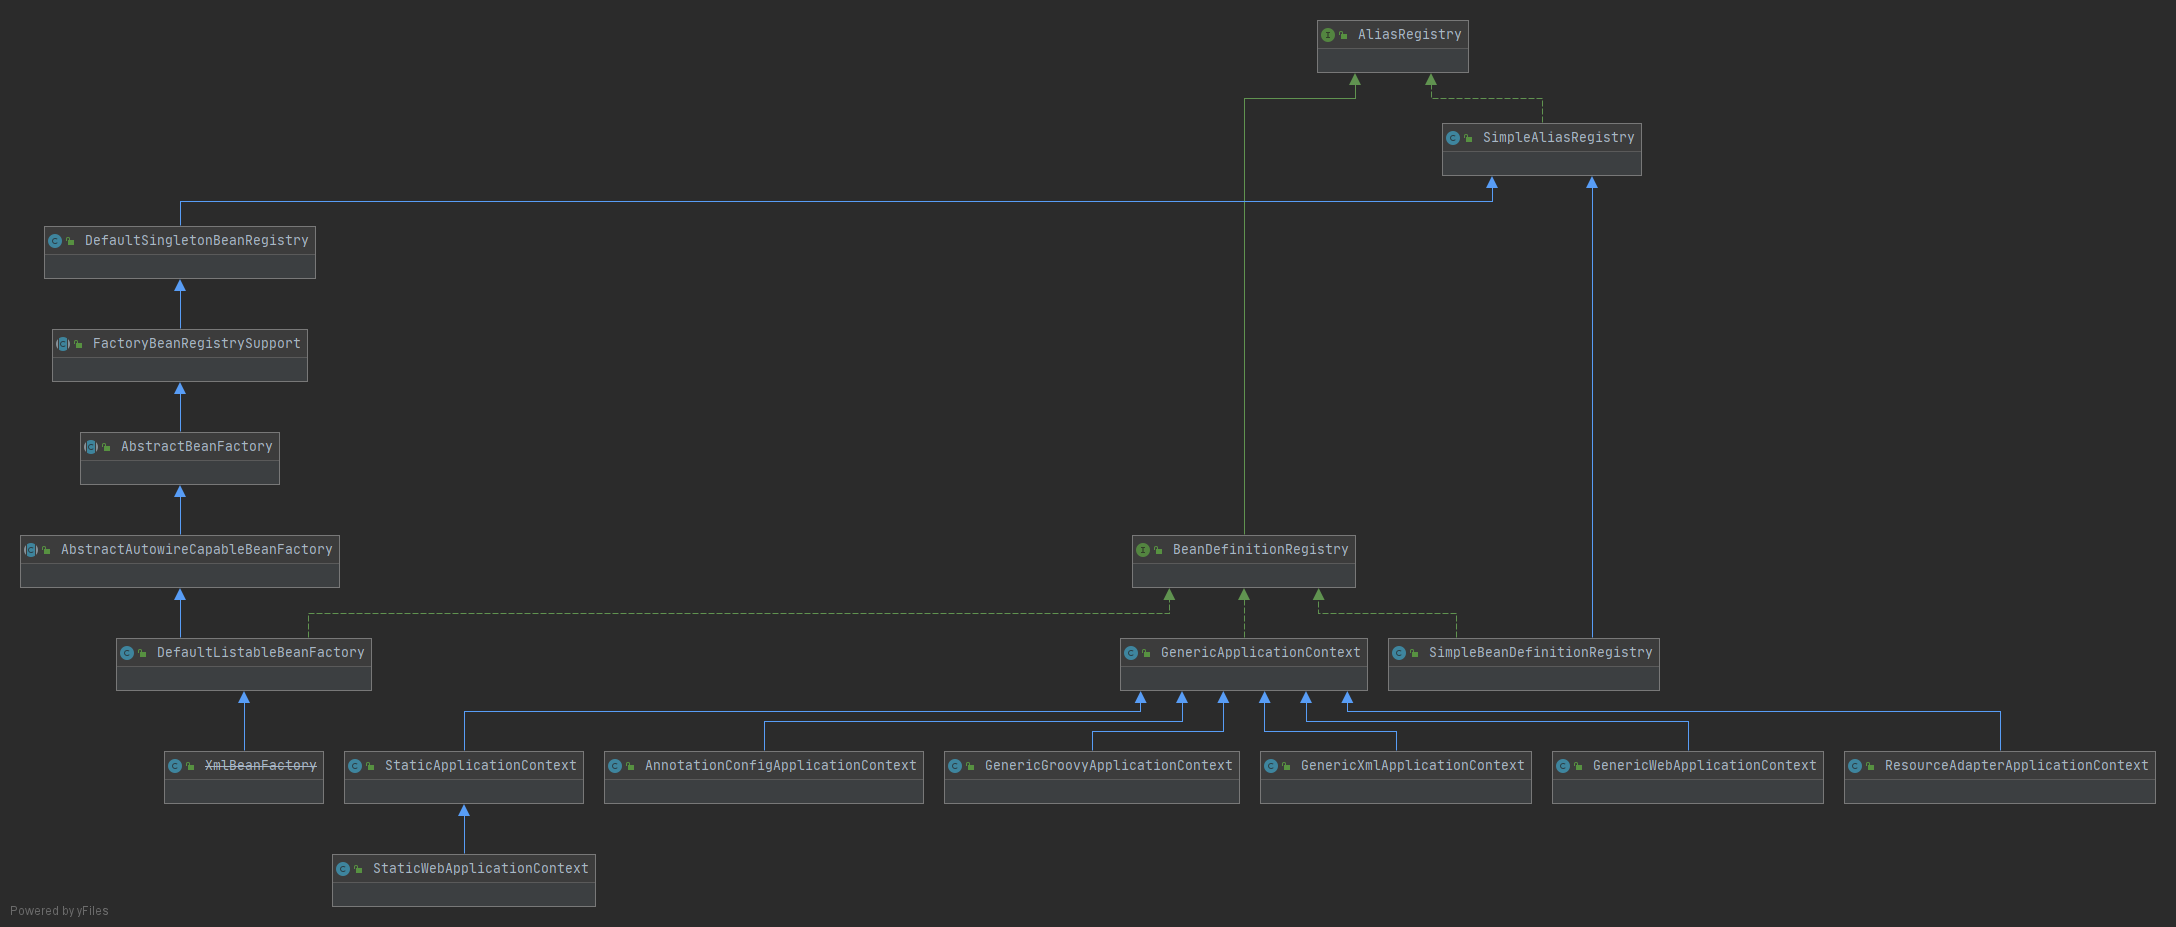 AliasRegistry
SimpleAliasRegistry
DefaultSingletonBeanRegistry
FactoryBeanRegistrySupport
AbstractBeanFactory
AbstractAutowireCapableBeanFactory
BeanDefinitionRegistry
DefaultListableBeanFactory
GenericApplicationContext
SimpleBeanDefinitionRegistry
XmlBeanFactory
StaticApplicationContext
AnnotationConfigApplicationContext
GenericGroovyApplicationContext
GenericXmlApplicationContext
GenericWebApplicationContext
ResourceAdapterApplicationContext
StaticWebApplicationContext
Powered by yFiles